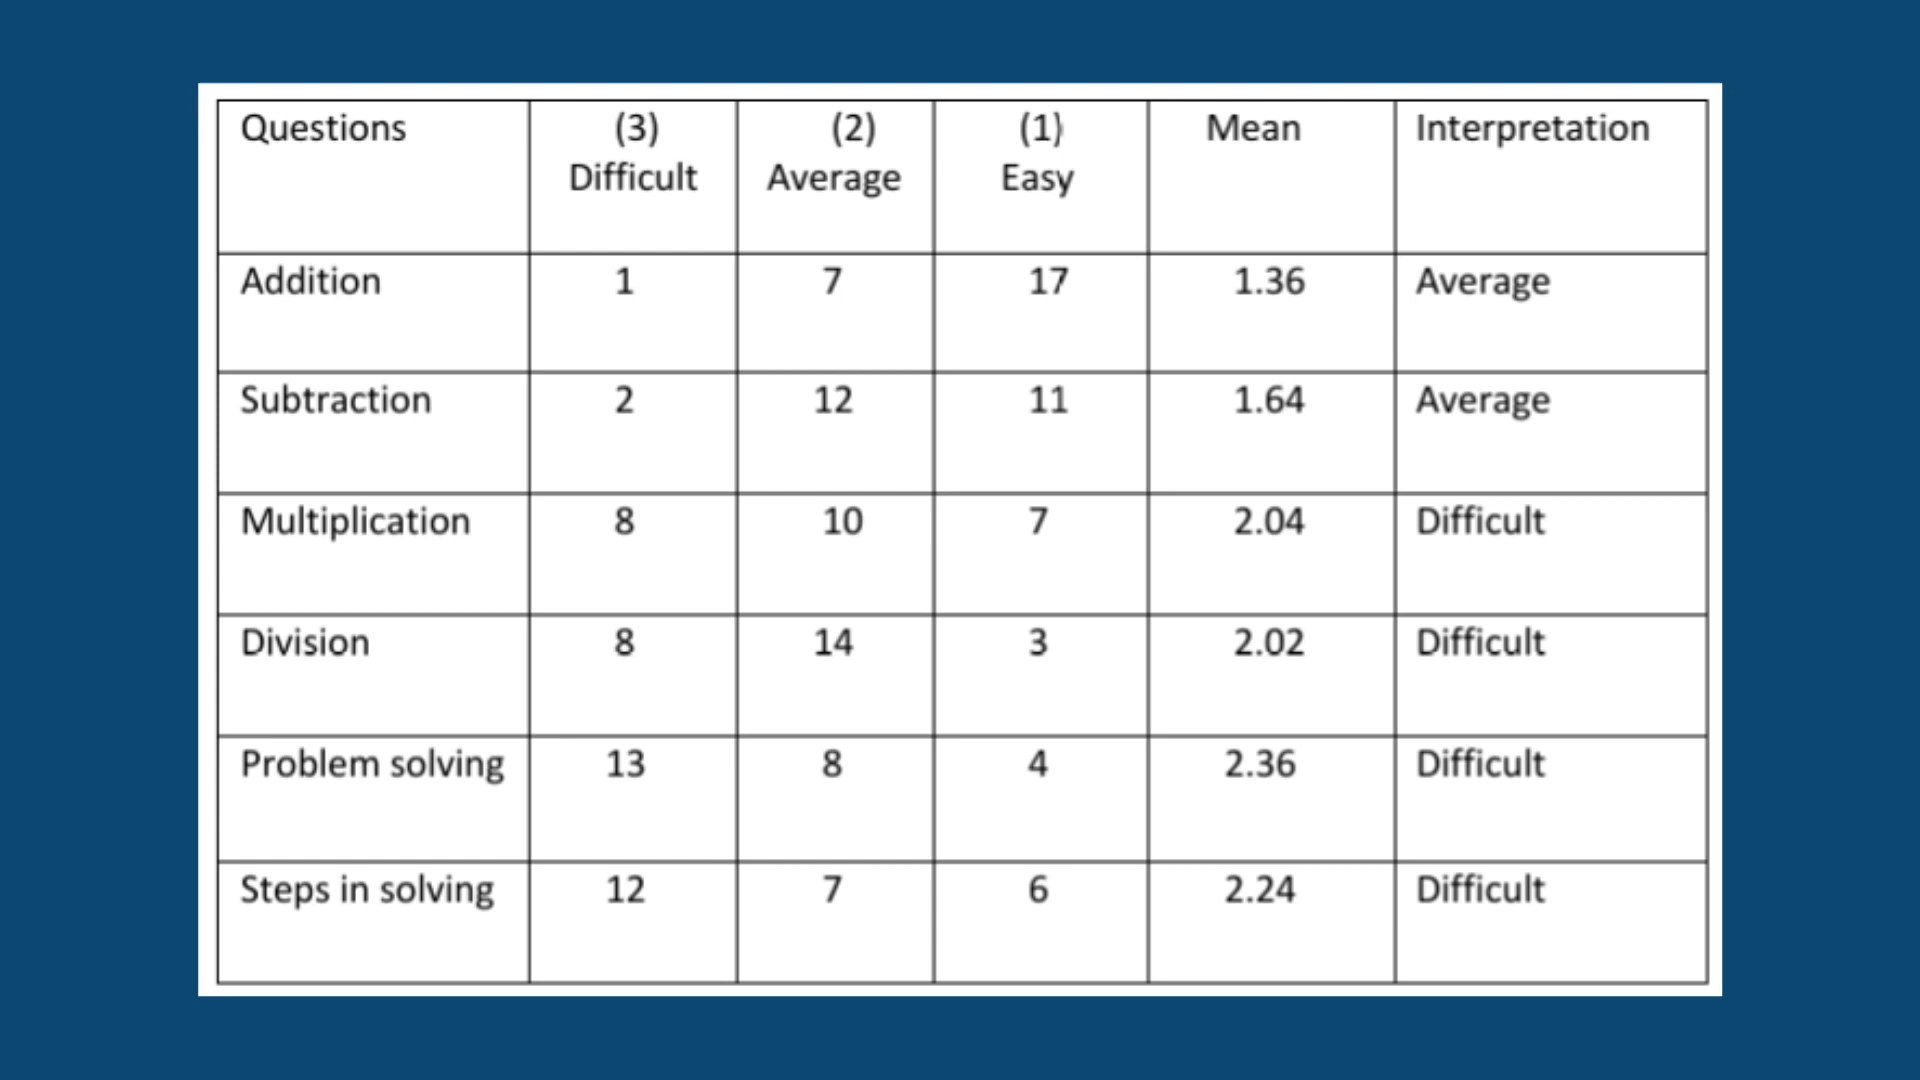 Questions (3) (2) (1) Mean Interpretation
Difficult Average Easy
Addition 1 7 17 1.36 Average
Subtraction 2 12 11 1.64 Average
Multiplication 8 10 7 2.04 Difficult
Division 8 14 3 2.02 Difficult
Problem solving 13 8 4 2.36 Difficult
Steps in solving 12 7 6 2.24 Difficult